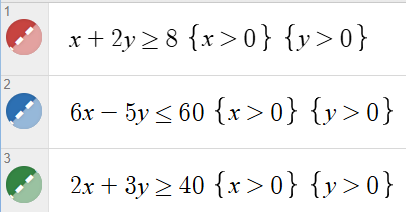 1
x + 2y ≥ 8 {x > 0} {y > 0}
2
6x − 5y ≤ 60 {x > 0} {y > 0}
3
2x + 3y ≥ 40 {x > 0} {y > 0}